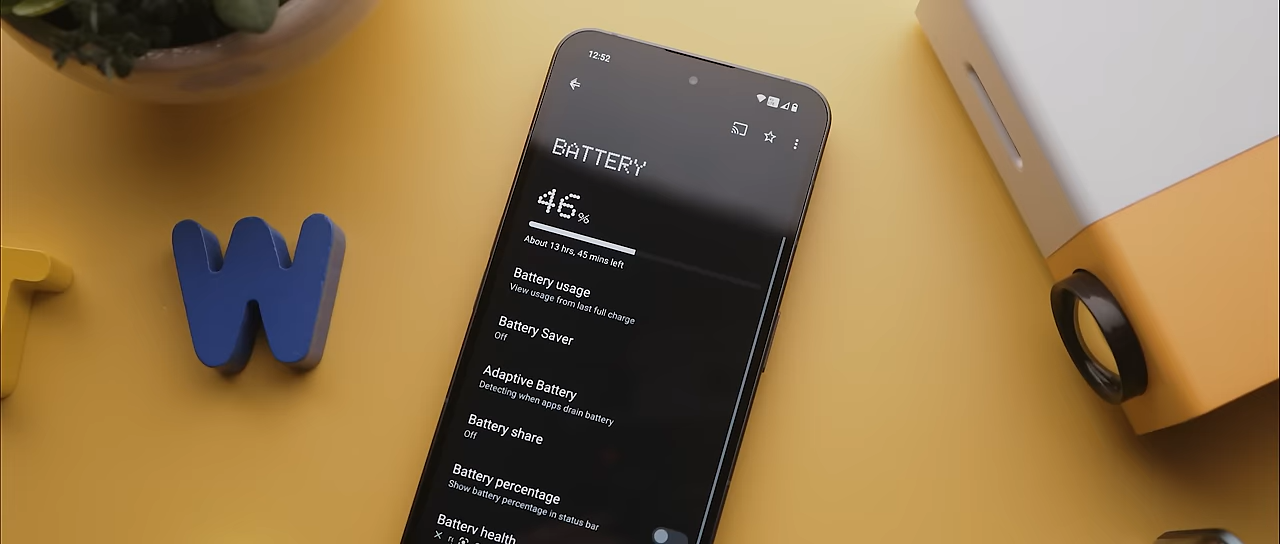 12:52
BATTERY
46%
About 13 hrs, 45 mins left
Battery usage
View usage from last full charge
Battery Saver
Off
Adaptive Battery
Detecting when apps drain battery
Battery share
Off
Battery percentage
Show battery percentage in status bar
Battery health
T
W